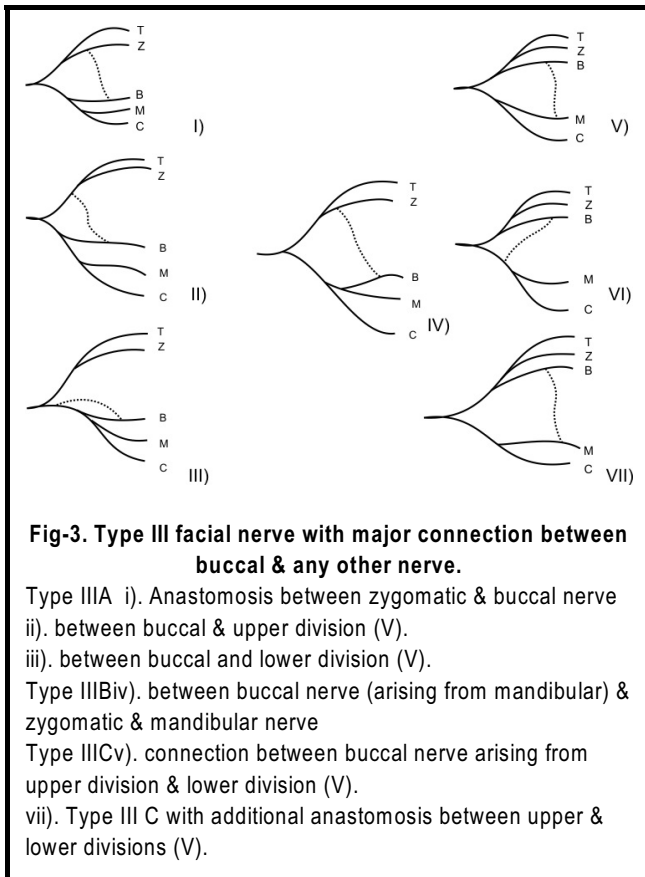 T
Z
B
M
C
I)
T
Z
B
M
C
II)
T
Z
B
M
C
III)
T
Z
B
M
C
IV)
T
Z
B
M
C
V)
T
Z
B
M
C
VI)
T
Z
B
M
C
VII)
Fig-3. Type III facial nerve with major connection between
buccal & any other nerve.
Type IIIA i). Anastomosis between zygomatic & buccal nerve
ii). between buccal & upper division (V).
iii). between buccal and lower division (V).
Type IIIBiv). between buccal nerve (arising from mandibular) &
zygomatic & mandibular nerve
Type IIICv). connection between buccal nerve arising from
upper division & lower division (V).
vii). Type III C with additional anastomosis between upper &
lower divisions (V).